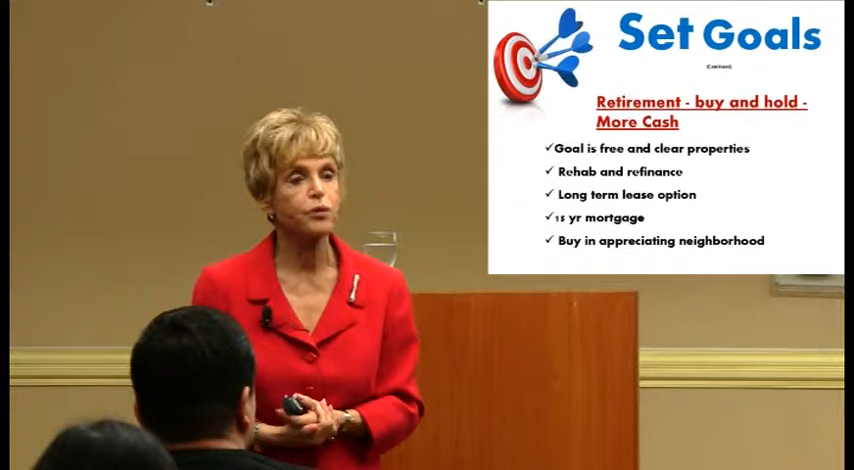 Set Goals
(Continued)
Retirement - buy and hold -
More Cash
✓Goal is free and clear properties
✓ Rehab and refinance
✓ Long term lease option
✓15 yr mortgage
✓ Buy in appreciating neighborhood